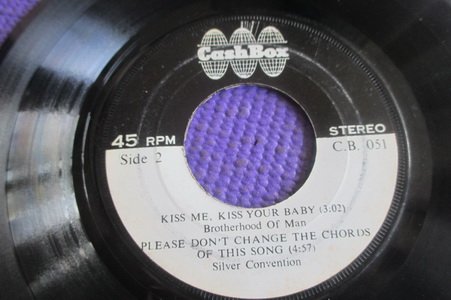 CashBox
45 RPM
STEREO
Side 2
C.B. 051
KISS ME, KISS YOUR BABY (3.02)
Brotherhood Of Man
PLEASE DON'T CHANGE THE CHORDS
OF THIS SONG (4:57)
Silver Convention